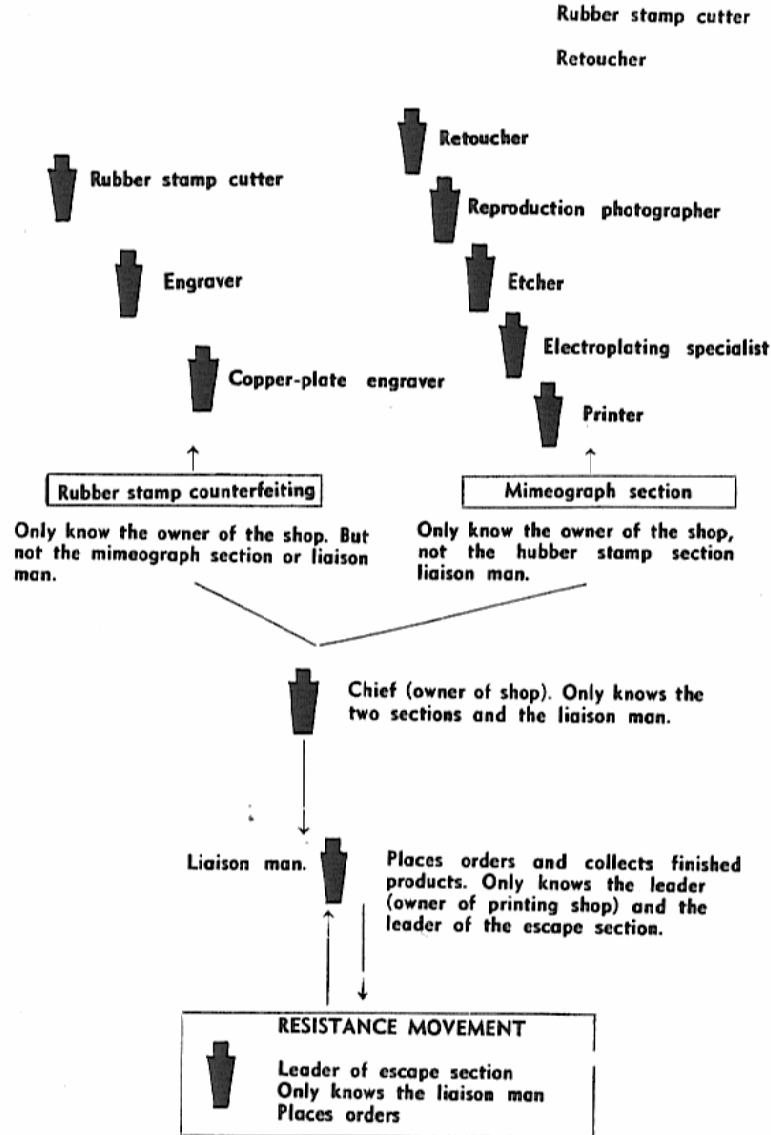 Rubber stamp cutter
Retoucher
Retoucher
Rubber stamp cutter
Reproduction photographer
Engraver
Etcher
Electroplating specialist
Copper-plate engraver
Printer
Rubber stamp counterfeiting
Mimeograph section
Only know the owner of the shop. But
not the mimeograph section or liaison
man.
Only know the owner of the shop,
not the hubber stamp section
liaison man.
Chief (owner of shop). Only knows the
two sections and the liaison man.
Liaison man.
Places orders and collects finished
products. Only knows the leader
(owner of printing shop) and the
leader of the escape section.
RESISTANCE MOVEMENT
Leader of escape section
Only knows the liaison man
Places orders